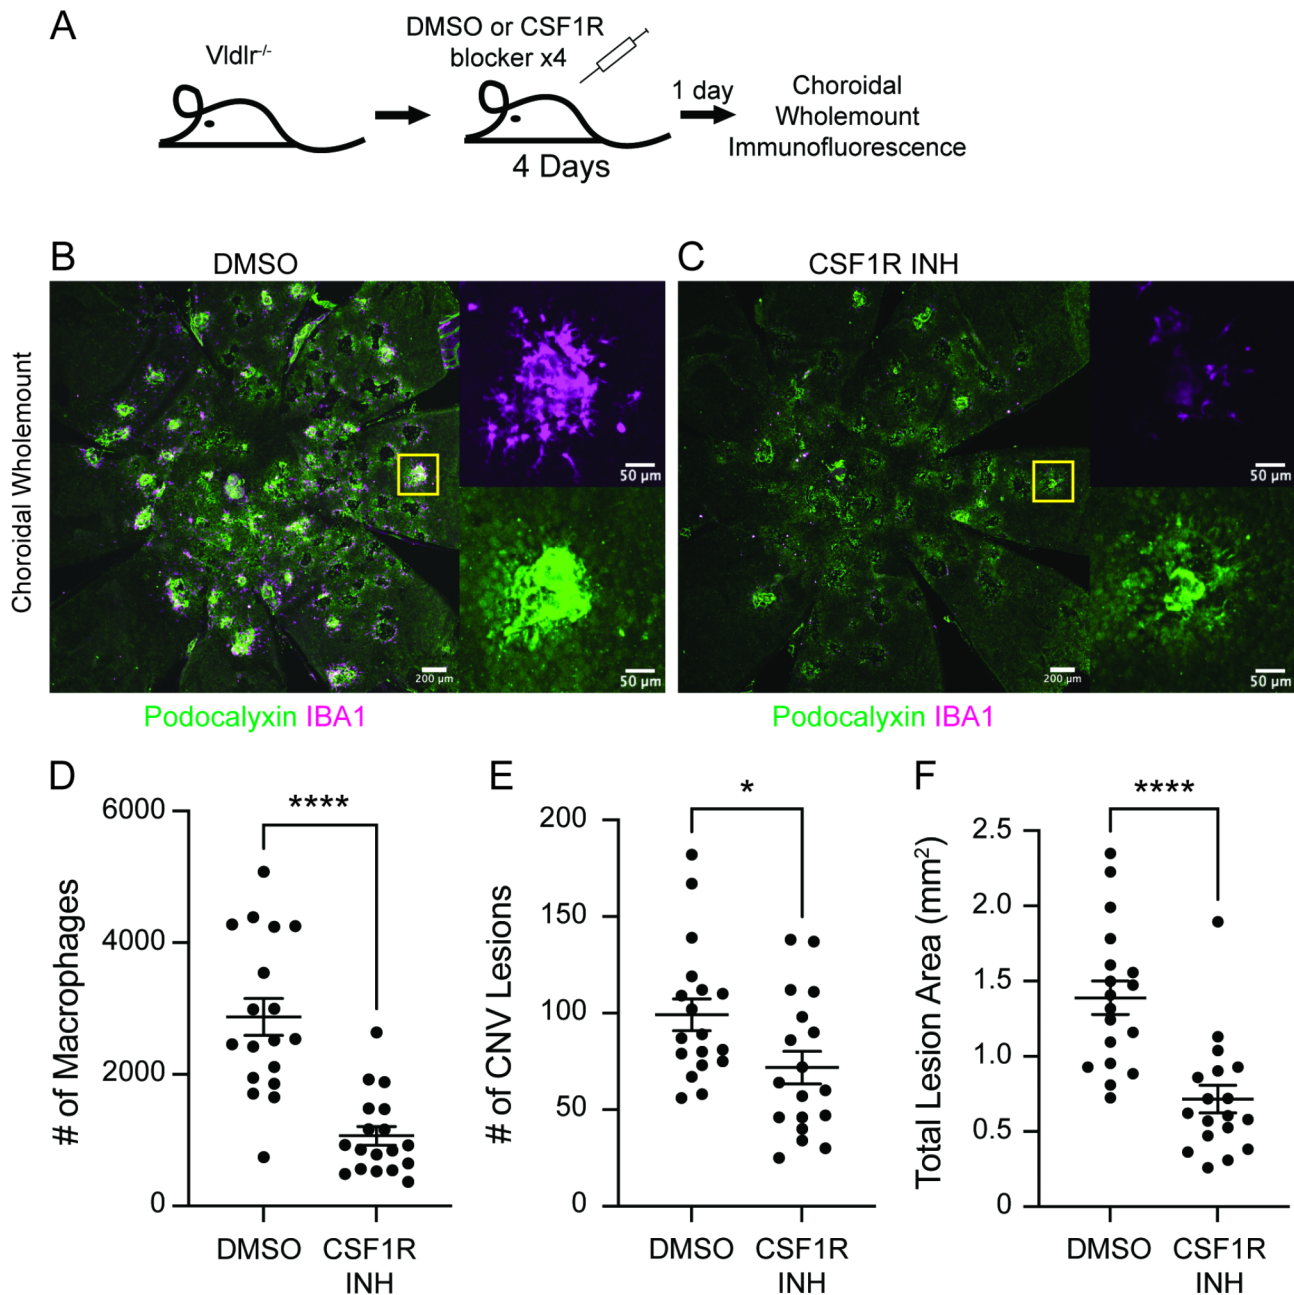 A
Vldlr-/-
DMSO or CSF1R
blocker x4
4 Days
1 day
Choroidal
Wholemount
Immunofluorescence
B
DMSO
C
CSF1R INH
Choroidal Wholemount
50 µm
50 µm
200 µm
50 µm
50 µm
200 µm
Podocalyxin IBA1
Podocalyxin IBA1
D
****
# of Macrophages
6000
4000
2000
0
DMSO
CSF1R
INH
E
*
# of CNV Lesions
200
150
100
50
0
DMSO
CSF1R
INH
F
****
Total Lesion Area (mm²)
2.5
2.0
1.5
1.0
0.5
0
DMSO
CSF1R
INH